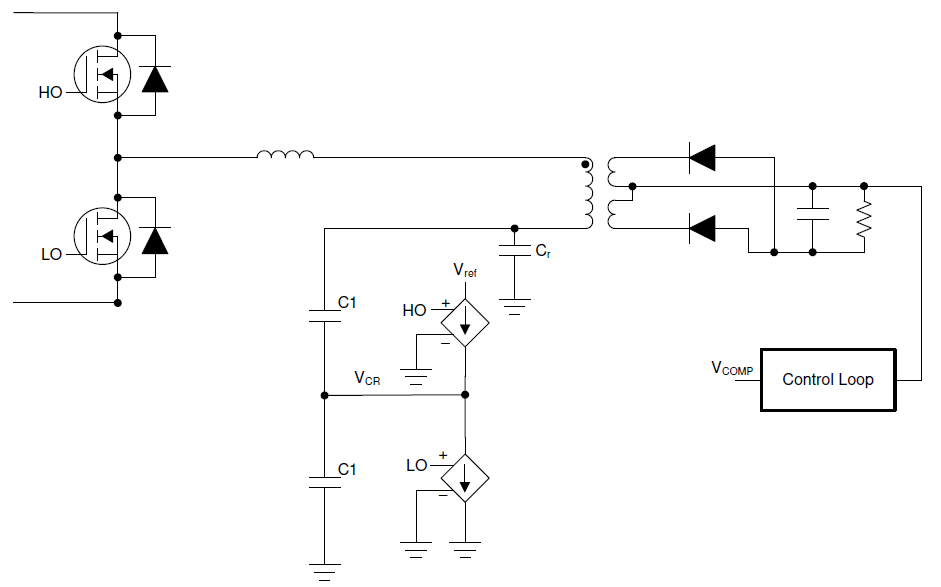 HO
LO
Cr
Vref
HO
+
−
C1
VCR
VCOMP
Control Loop
C1
LO
+
−